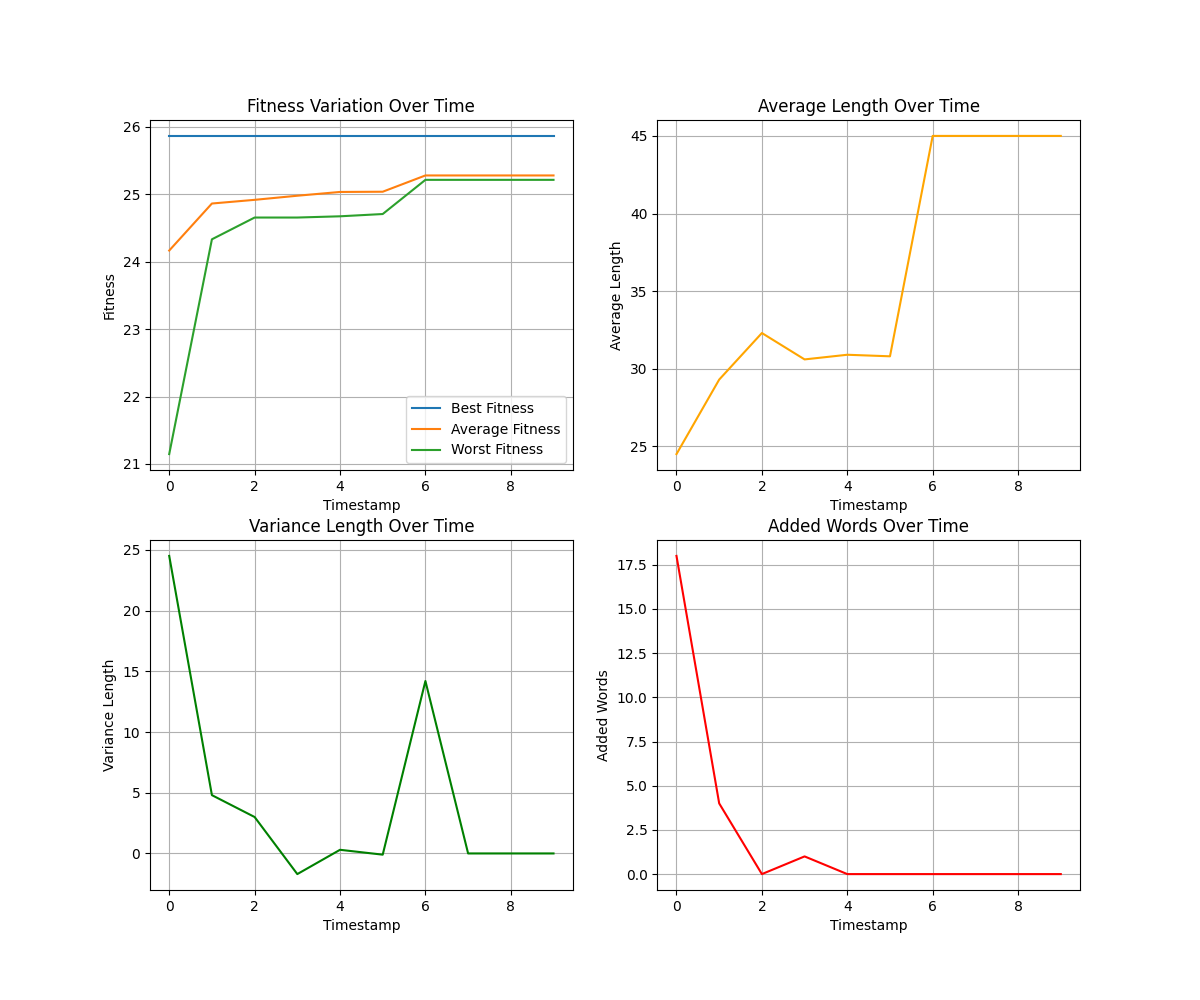 Fitness Variation Over Time
26
25
24
23
22
21
Fitness
Best Fitness
Average Fitness
Worst Fitness
0 2 4 6 8
Timestamp
Average Length Over Time
45
40
35
30
25
Average Length
0 2 4 6 8
Timestamp
Variance Length Over Time
25
20
15
10
5
0
Variance Length
0 2 4 6 8
Timestamp
Added Words Over Time
17.5
15.0
12.5
10.0
7.5
5.0
2.5
0.0
Added Words
0 2 4 6 8
Timestamp